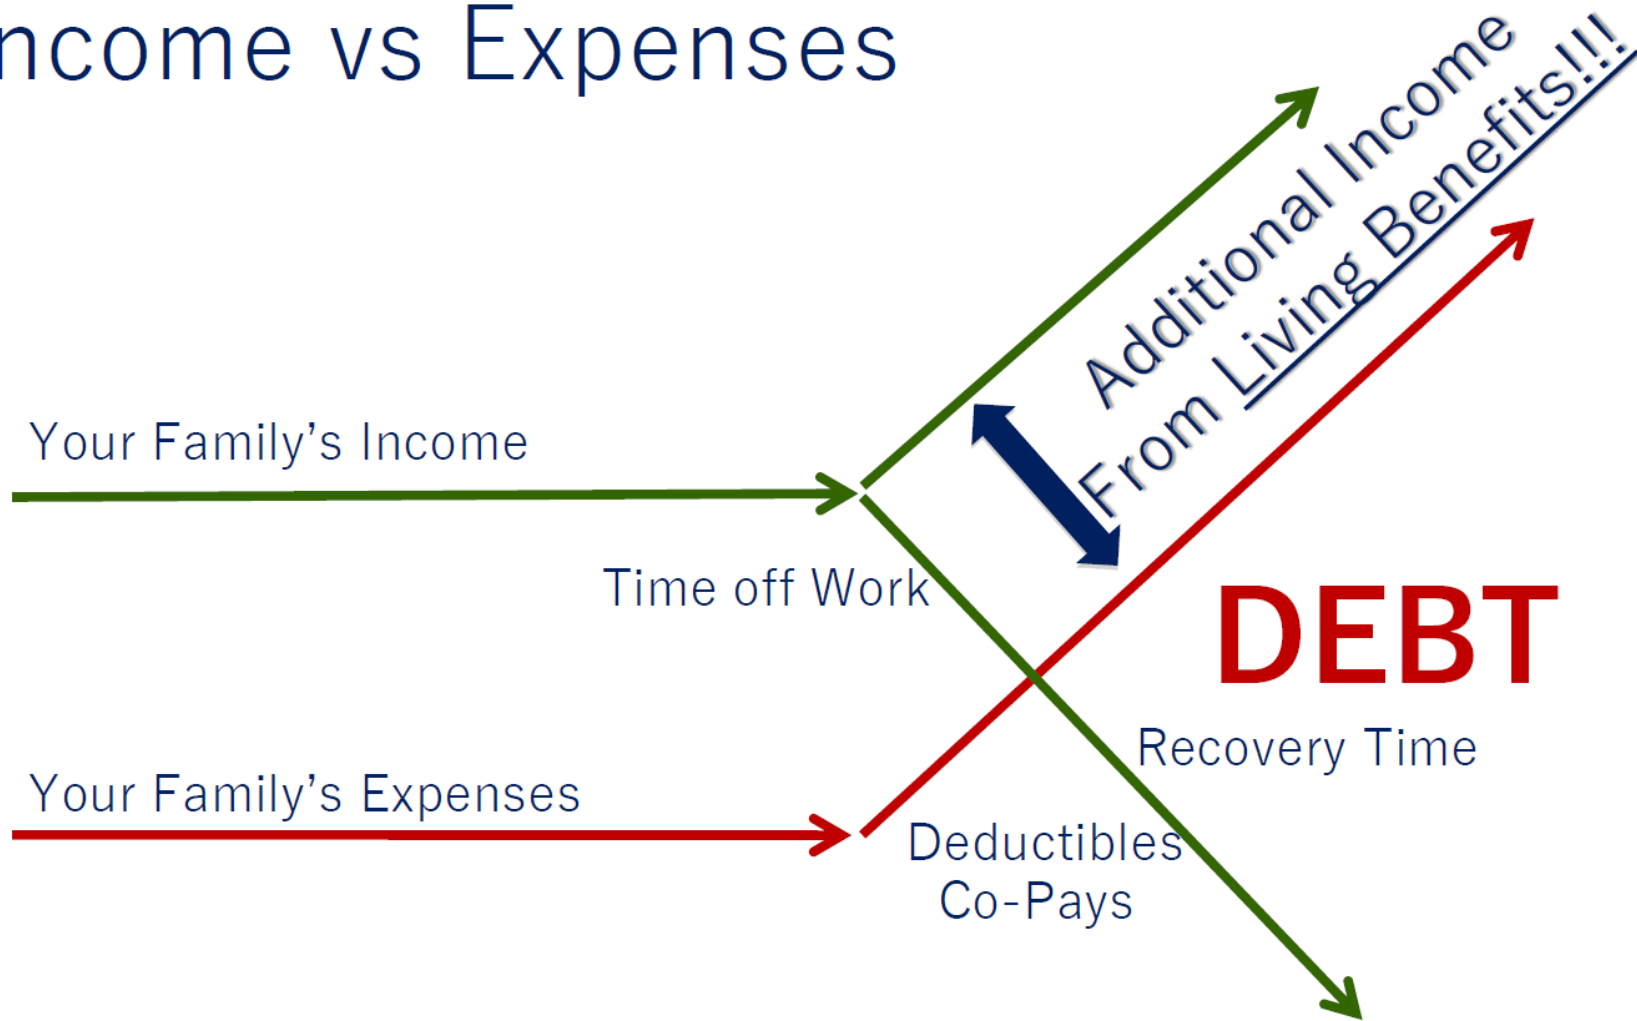 ncome vs Expenses
Additional Income
From Living Benefits!!!
Your Family’s Income
Time off Work
DEBT
Recovery Time
Your Family’s Expenses
Deductibles
Co-Pays